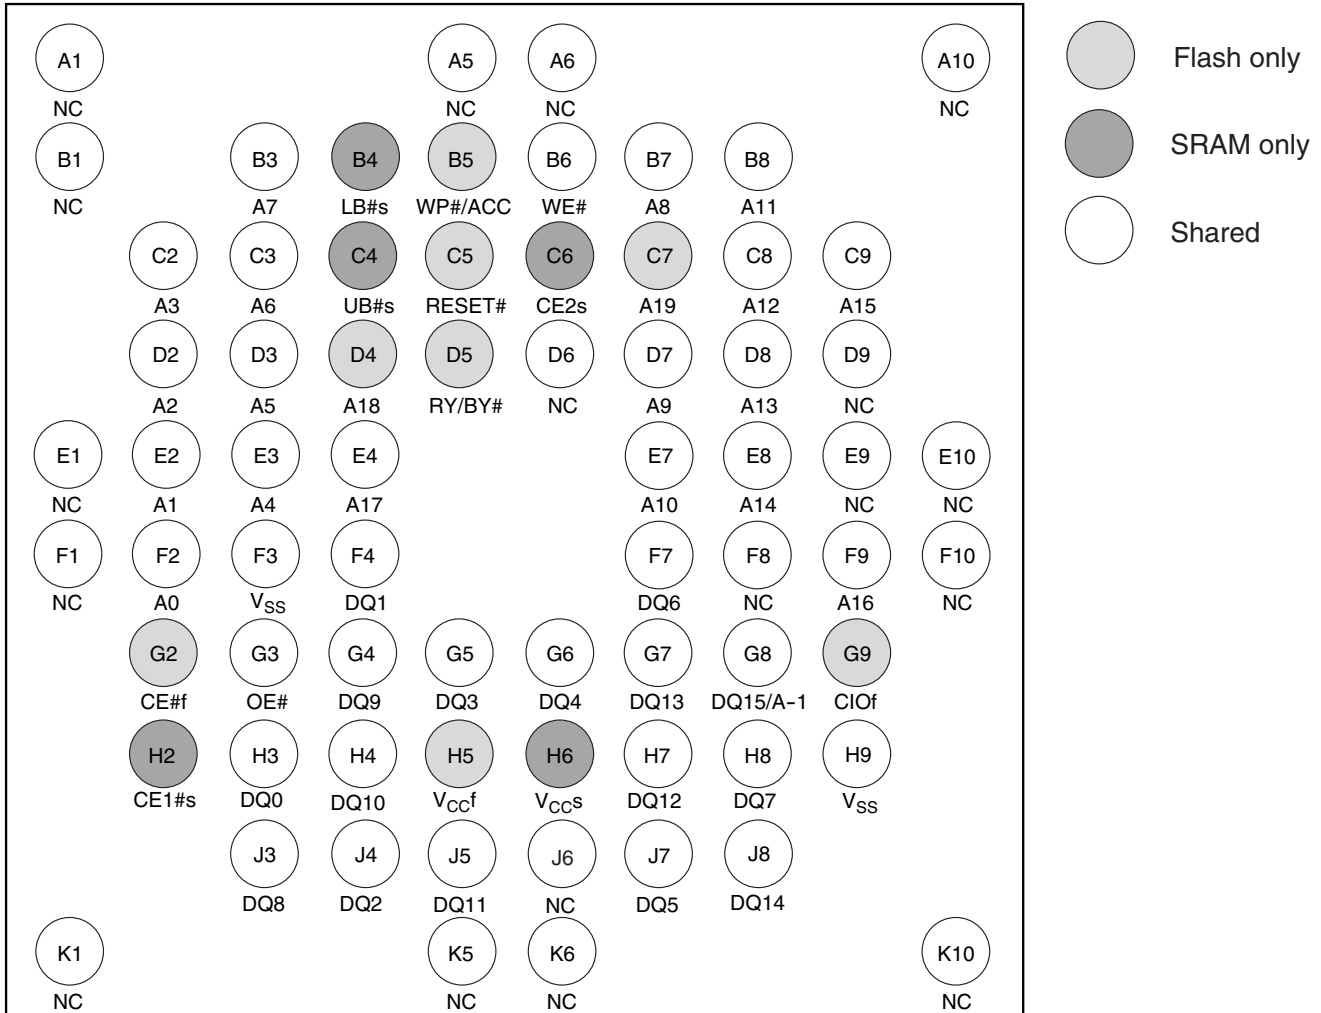 A1 A5 A6 A10 Flash only
NC NC NC NC
B1 B3 B4 B5 B6 B7 B8 SRAM only
NC A7 LB#s WP#/ACC WE# A8 A11
C2 C3 C4 C5 C6 C7 C8 C9 Shared
A3 A6 UB#s RESET# CE2s A19 A12 A15
D2 D3 D4 D5 D6 D7 D8 D9
A2 A5 A18 RY/BY# NC A9 A13 NC
E1 E2 E3 E4 E7 E8 E9 E10
NC A1 A4 A17 A10 A14 NC NC
F1 F2 F3 F4 F7 F8 F9 F10
NC A0 VSS DQ1 DQ6 NC A16 NC
G2 G3 G4 G5 G6 G7 G8 G9
CE#f OE# DQ9 DQ3 DQ4 DQ13 DQ15/A-1 CIOf
H2 H3 H4 H5 H6 H7 H8 H9
CE1#s DQ0 DQ10 VCCf VCCs DQ12 DQ7 VSS
J3 J4 J5 J6 J7 J8
DQ8 DQ2 DQ11 NC DQ5 DQ14
K1 K5 K6 K10
NC NC NC NC